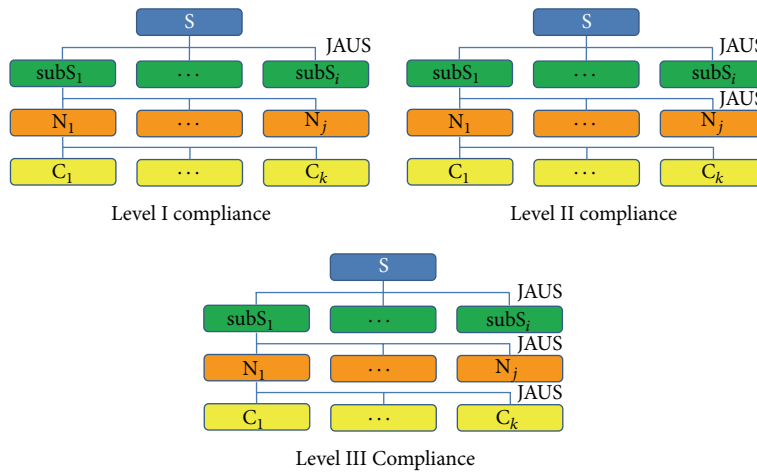 S
JAUS
subS₁ ... subSᵢ
N₁ ... Nⱼ
C₁ ... Cₖ
Level I compliance
S
JAUS
subS₁ ... subSᵢ
JAUS
N₁ ... Nⱼ
C₁ ... Cₖ
Level II compliance
S
JAUS
subS₁ ... subSᵢ
JAUS
N₁ ... Nⱼ
JAUS
C₁ ... Cₖ
Level III Compliance